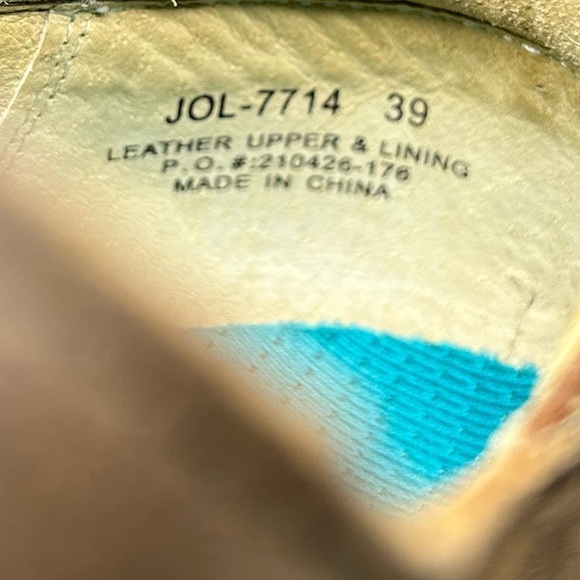 JOL-7714 39
LEATHER UPPER & LINING
P.O.#:210426-176
MADE IN CHINA